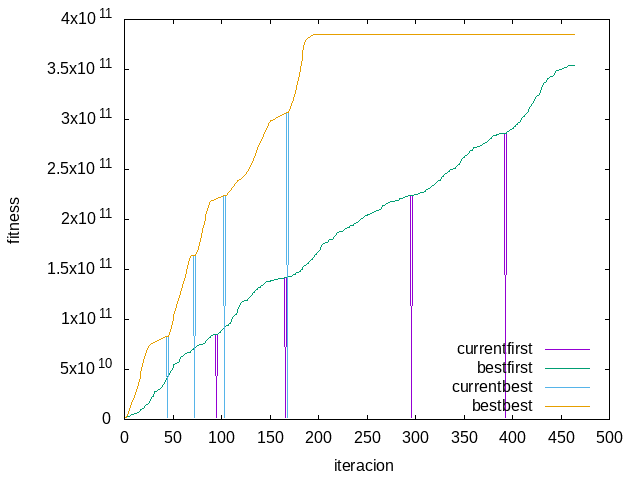 4x10^11
3.5x10^11
3x10^11
2.5x10^11
2x10^11
1.5x10^11
1x10^11
5x10^10
0
fitness
currentfirst
bestfirst
currentbest
bestbest
0 50 100 150 200 250 300 350 400 450 500
iteracion